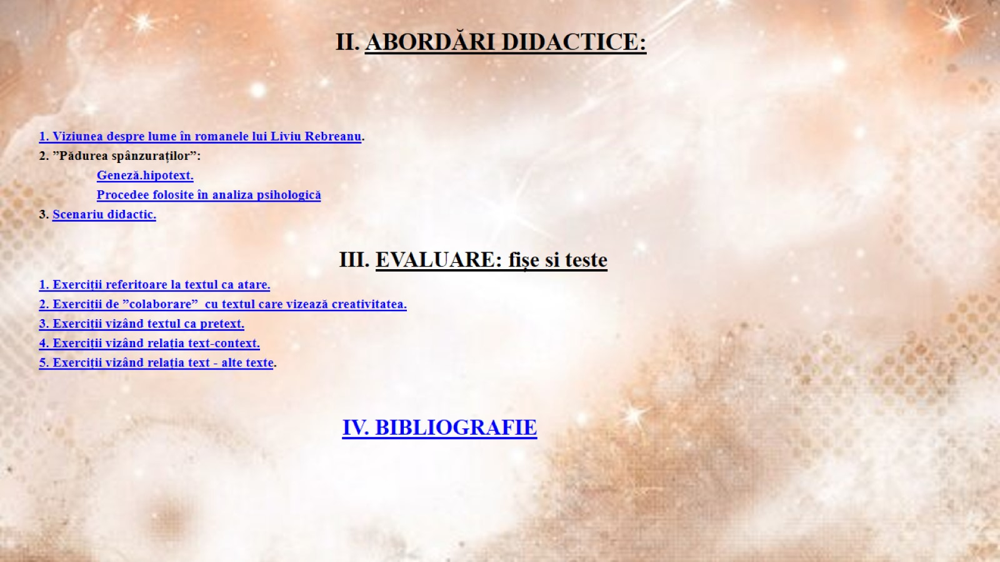 II. ABORDĂRI DIDACTICE:
1. Viziunea despre lume în romanele lui Liviu Rebreanu.
2. ”Pădurea spânzuraților”:
Geneză.hipotext.
Procedee folosite în analiza psihologică
3. Scenariu didactic.
III. EVALUARE: fișe si teste
1. Exerciții referitoare la textul ca atare.
2. Exerciții de ”colaborare”  cu textul care vizează creativitatea.
3. Exerciții vizând textul ca pretext.
4. Exerciții vizând relația text-context.
5. Exerciții vizând relația text - alte texte.
IV. BIBLIOGRAFIE